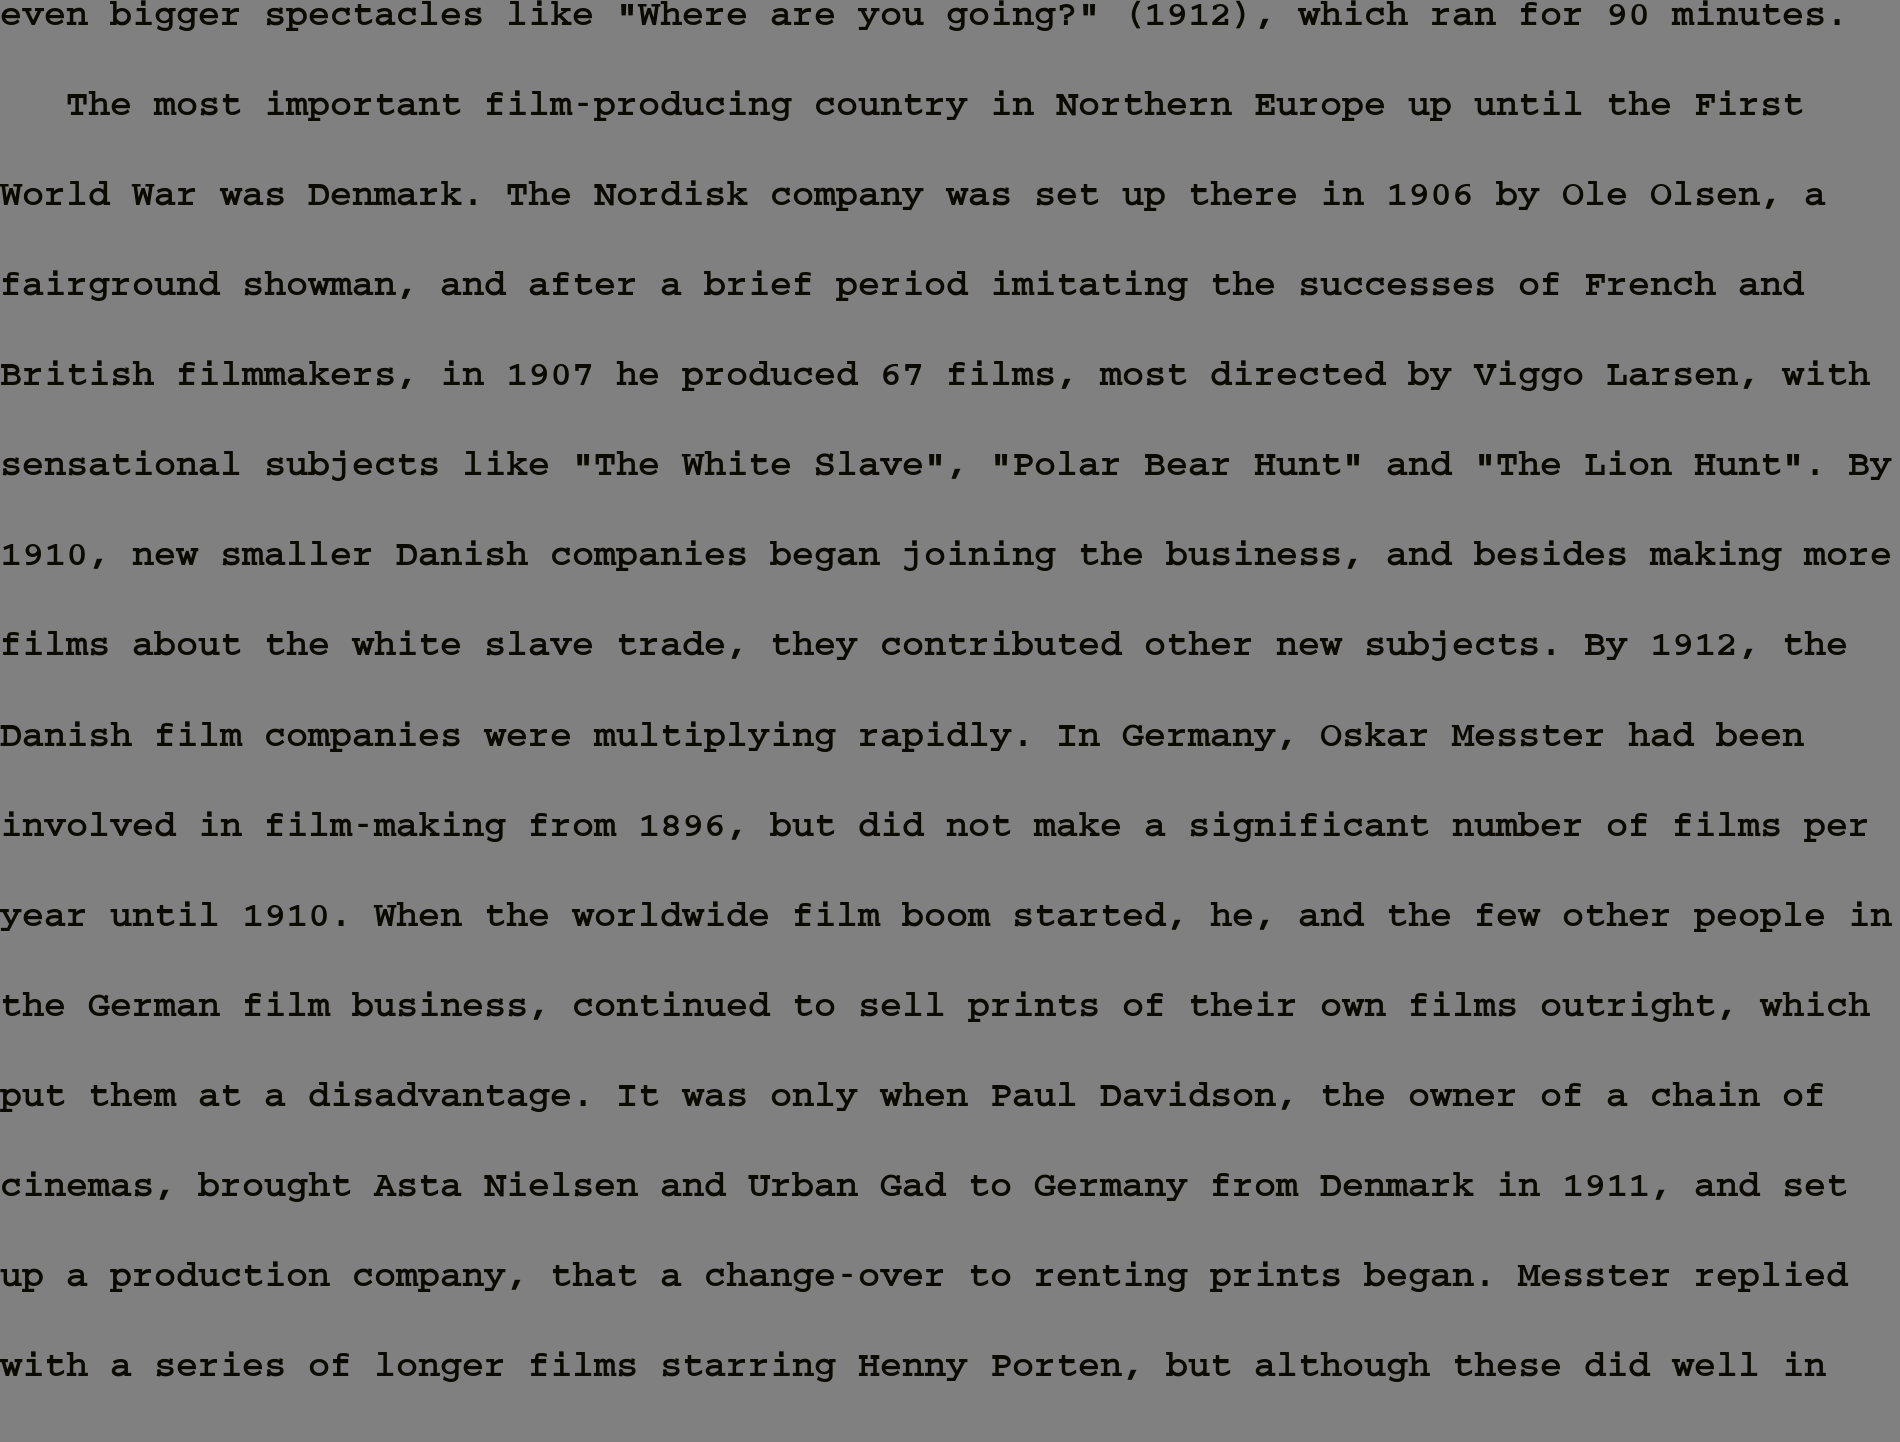 even bigger spectacles like "Where are you going?" (1912), which ran for 90 minutes.
The most important film-producing country in Northern Europe up until the First
World War was Denmark. The Nordisk company was set up there in 1906 by Ole Olsen, a
fairground showman, and after a brief period imitating the successes of French and
British filmmakers, in 1907 he produced 67 films, most directed by Viggo Larsen, with
sensational subjects like "The White Slave", "Polar Bear Hunt" and "The Lion Hunt". By
1910, new smaller Danish companies began joining the business, and besides making more
films about the white slave trade, they contributed other new subjects. By 1912, the
Danish film companies were multiplying rapidly. In Germany, Oskar Messter had been
involved in film-making from 1896, but did not make a significant number of films per
year until 1910. When the worldwide film boom started, he, and the few other people in
the German film business, continued to sell prints of their own films outright, which
put them at a disadvantage. It was only when Paul Davidson, the owner of a chain of
cinemas, brought Asta Nielsen and Urban Gad to Germany from Denmark in 1911, and set
up a production company, that a change-over to renting prints began. Messter replied
with a series of longer films starring Henny Porten, but although these did well in